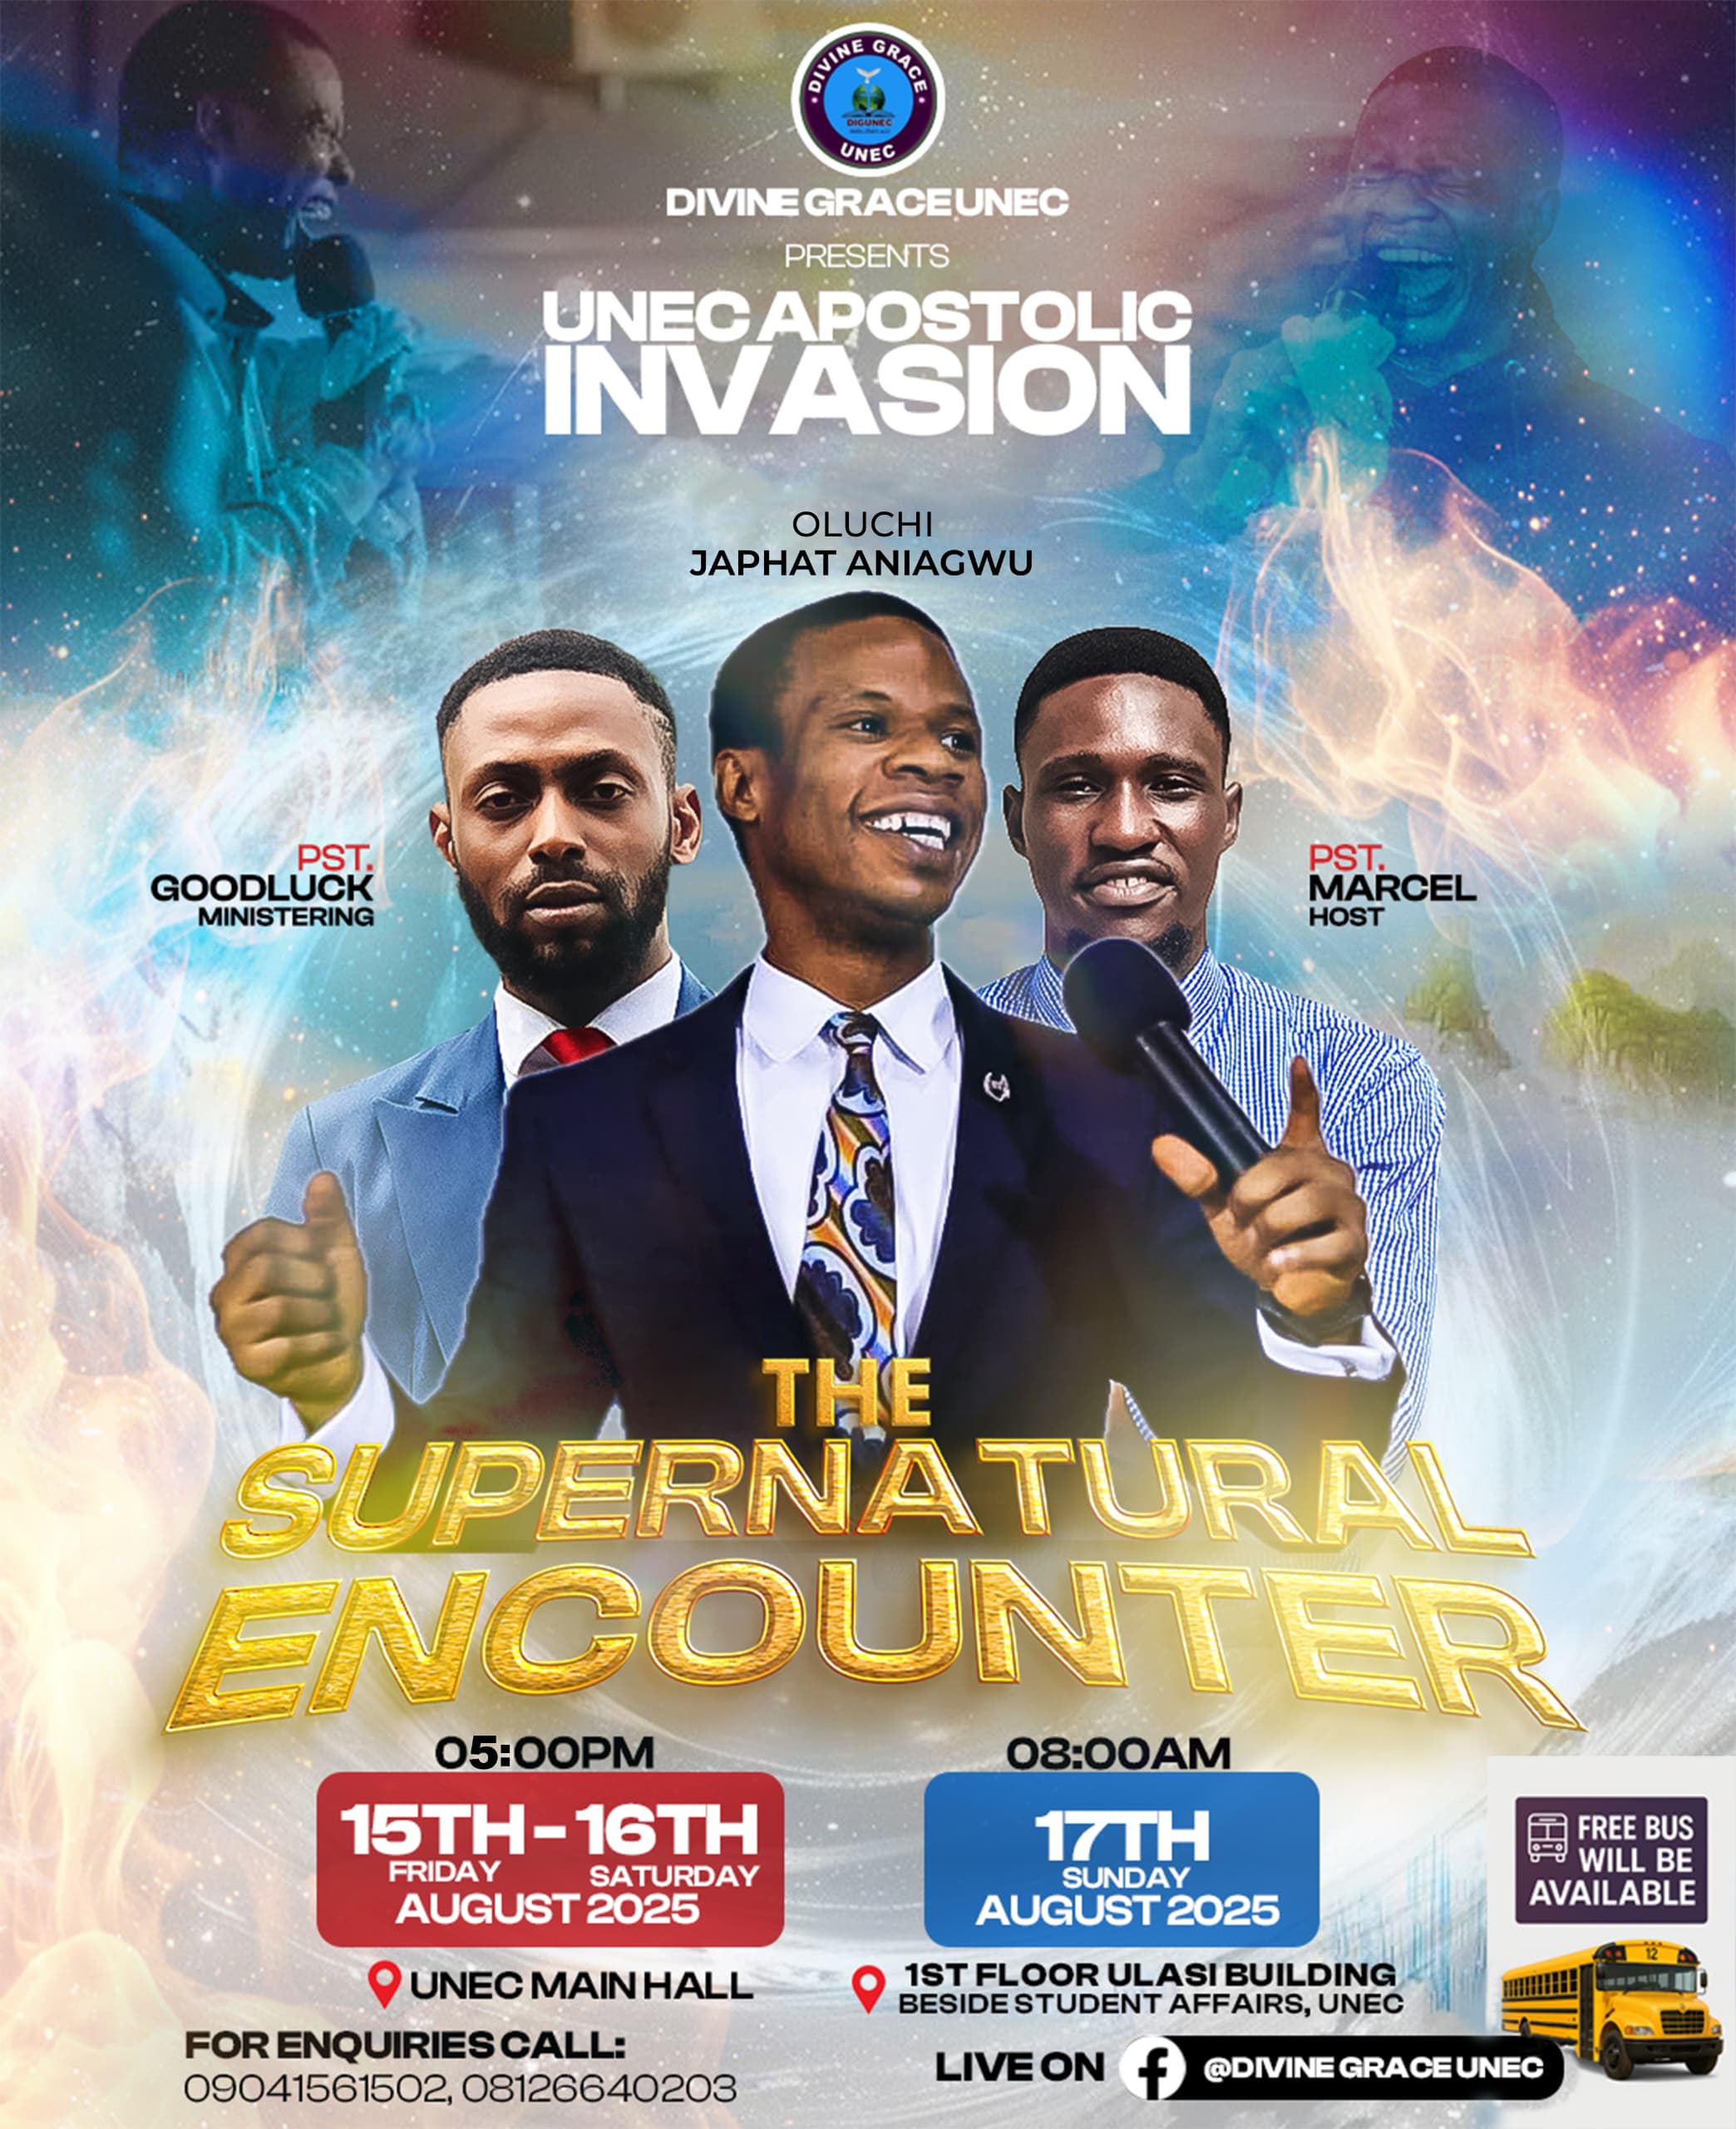 DIVINE GRACE
DIGUNEC
UNEC
DIVINE GRACE UNEC
PRESENTS
UNEC APOSTOLIC
INVASION
OLUCHI
JAPHAT ANIAGWU
PST.
GOODLUCK
MINISTERING
PST.
MARCEL
HOST
THE
SUPERNATURAL
ENCOUNTER
05:00PM
15TH - 16TH
FRIDAY SATURDAY
AUGUST 2025
UNEC MAIN HALL
08:00AM
17TH
SUNDAY
AUGUST 2025
1ST FLOOR ULASI BUILDING
BESIDE STUDENT AFFAIRS, UNEC
FREE BUS
WILL BE
AVAILABLE
12
FOR ENQUIRIES CALL:
09041561502, 08126640203
LIVE ON @DIVINE GRACE UNEC